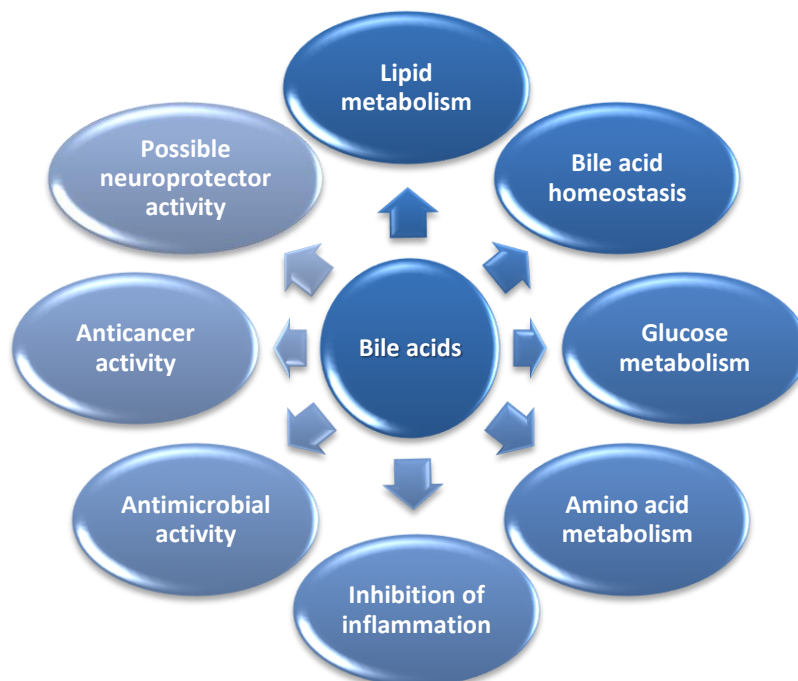 Lipid
metabolism
Possible
neuroprotector
activity
Bile acid
homeostasis
Anticancer
activity
Bile acids
Glucose
metabolism
Antimicrobial
activity
Amino acid
metabolism
Inhibition of
inflammation